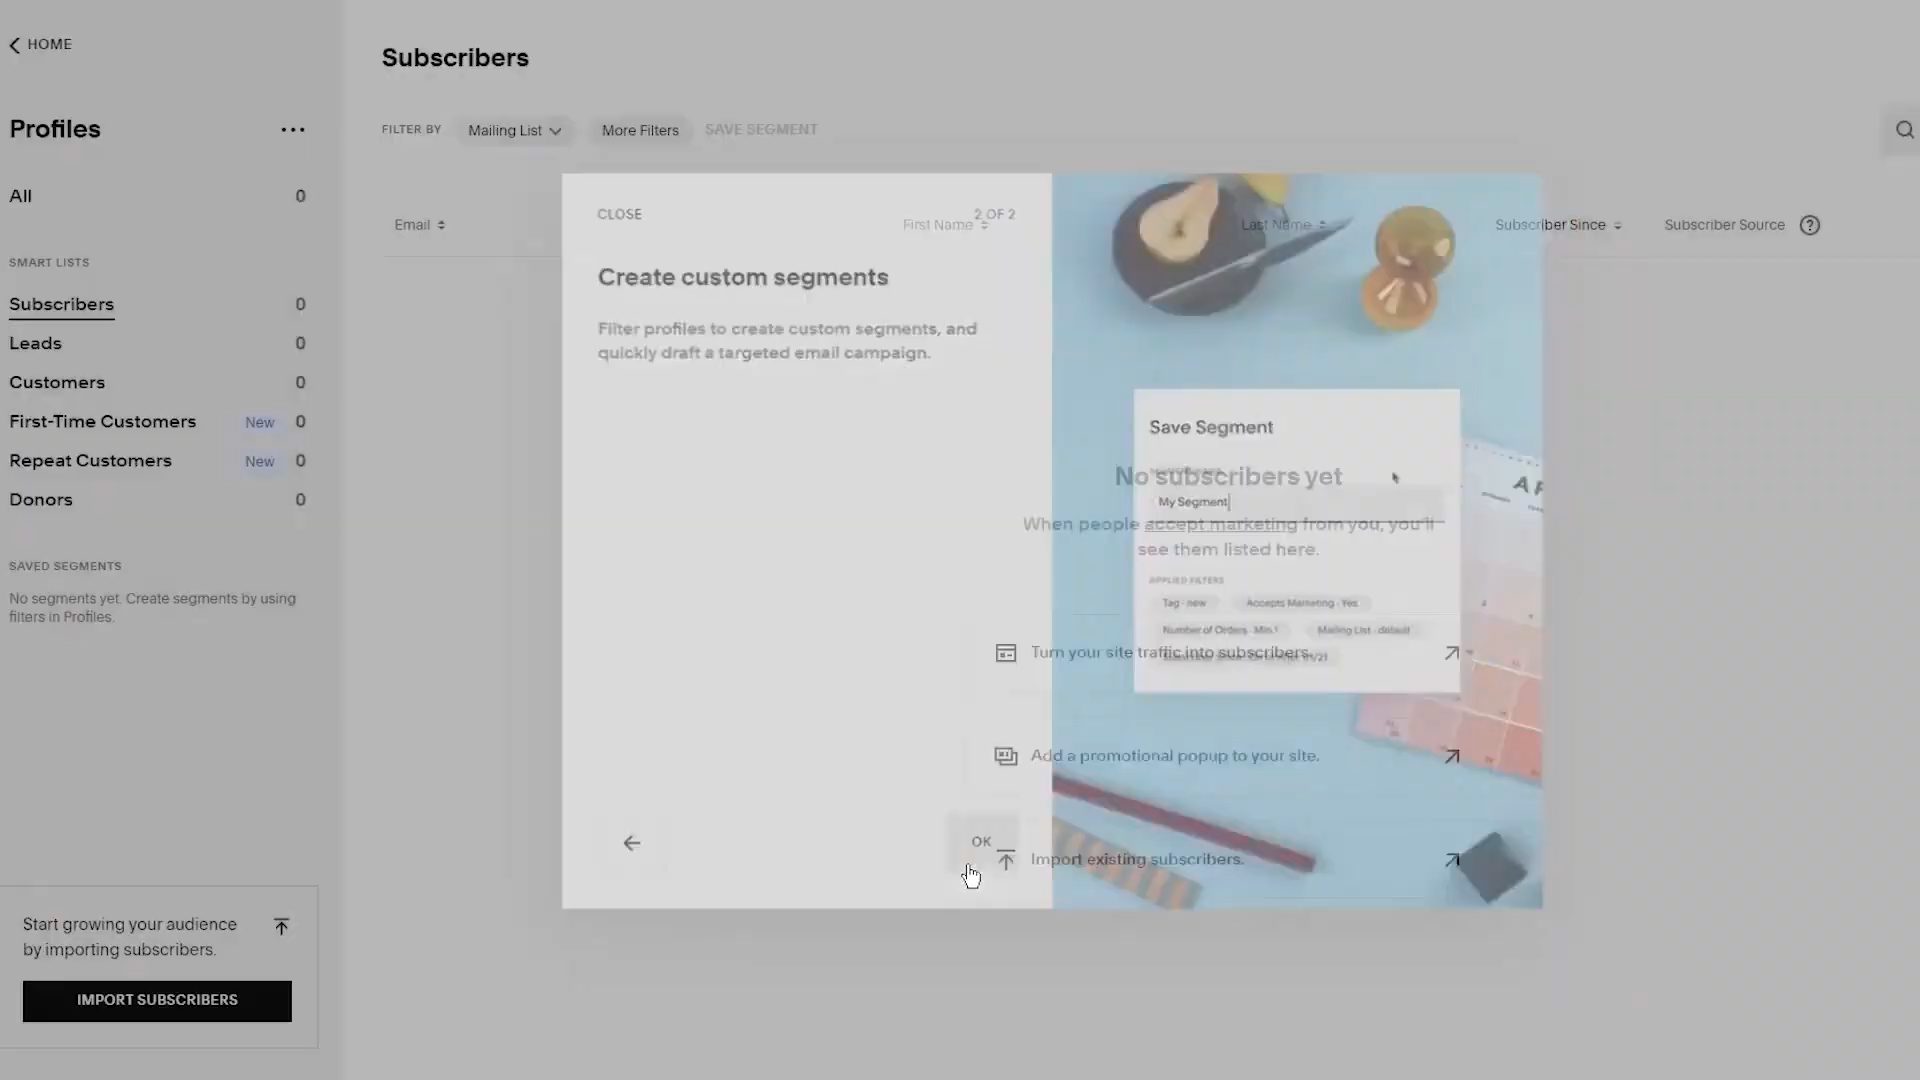 HOME
Profiles
All 0
SMART LISTS
Subscribers 0
Leads 0
Customers 0
First-Time Customers New 0
Repeat Customers New 0
Donors 0
SAVED SEGMENTS
No segments yet. Create segments by using
filters in Profiles.
Start growing your audience
by importing subscribers.
IMPORT SUBSCRIBERS
Subscribers
FILTER BY Mailing List More Filters SAVE SEGMENT
Email First Name Last Name Subscriber Since Subscriber Source ?
CLOSE 2 OF 2
Create custom segments
Filter profiles to create custom segments, and
quickly draft a targeted email campaign.
OK
Save Segment
My Segment
APPLIED FILTERS
Tag - new Accepts Marketing - Yes
Number of Orders - Min. 1 Mailing List - default
No subscribers yet
When people accept marketing from you, you'll
see them listed here.
Turn your site traffic into subscribers.
Add a promotional popup to your site.
Import existing subscribers.